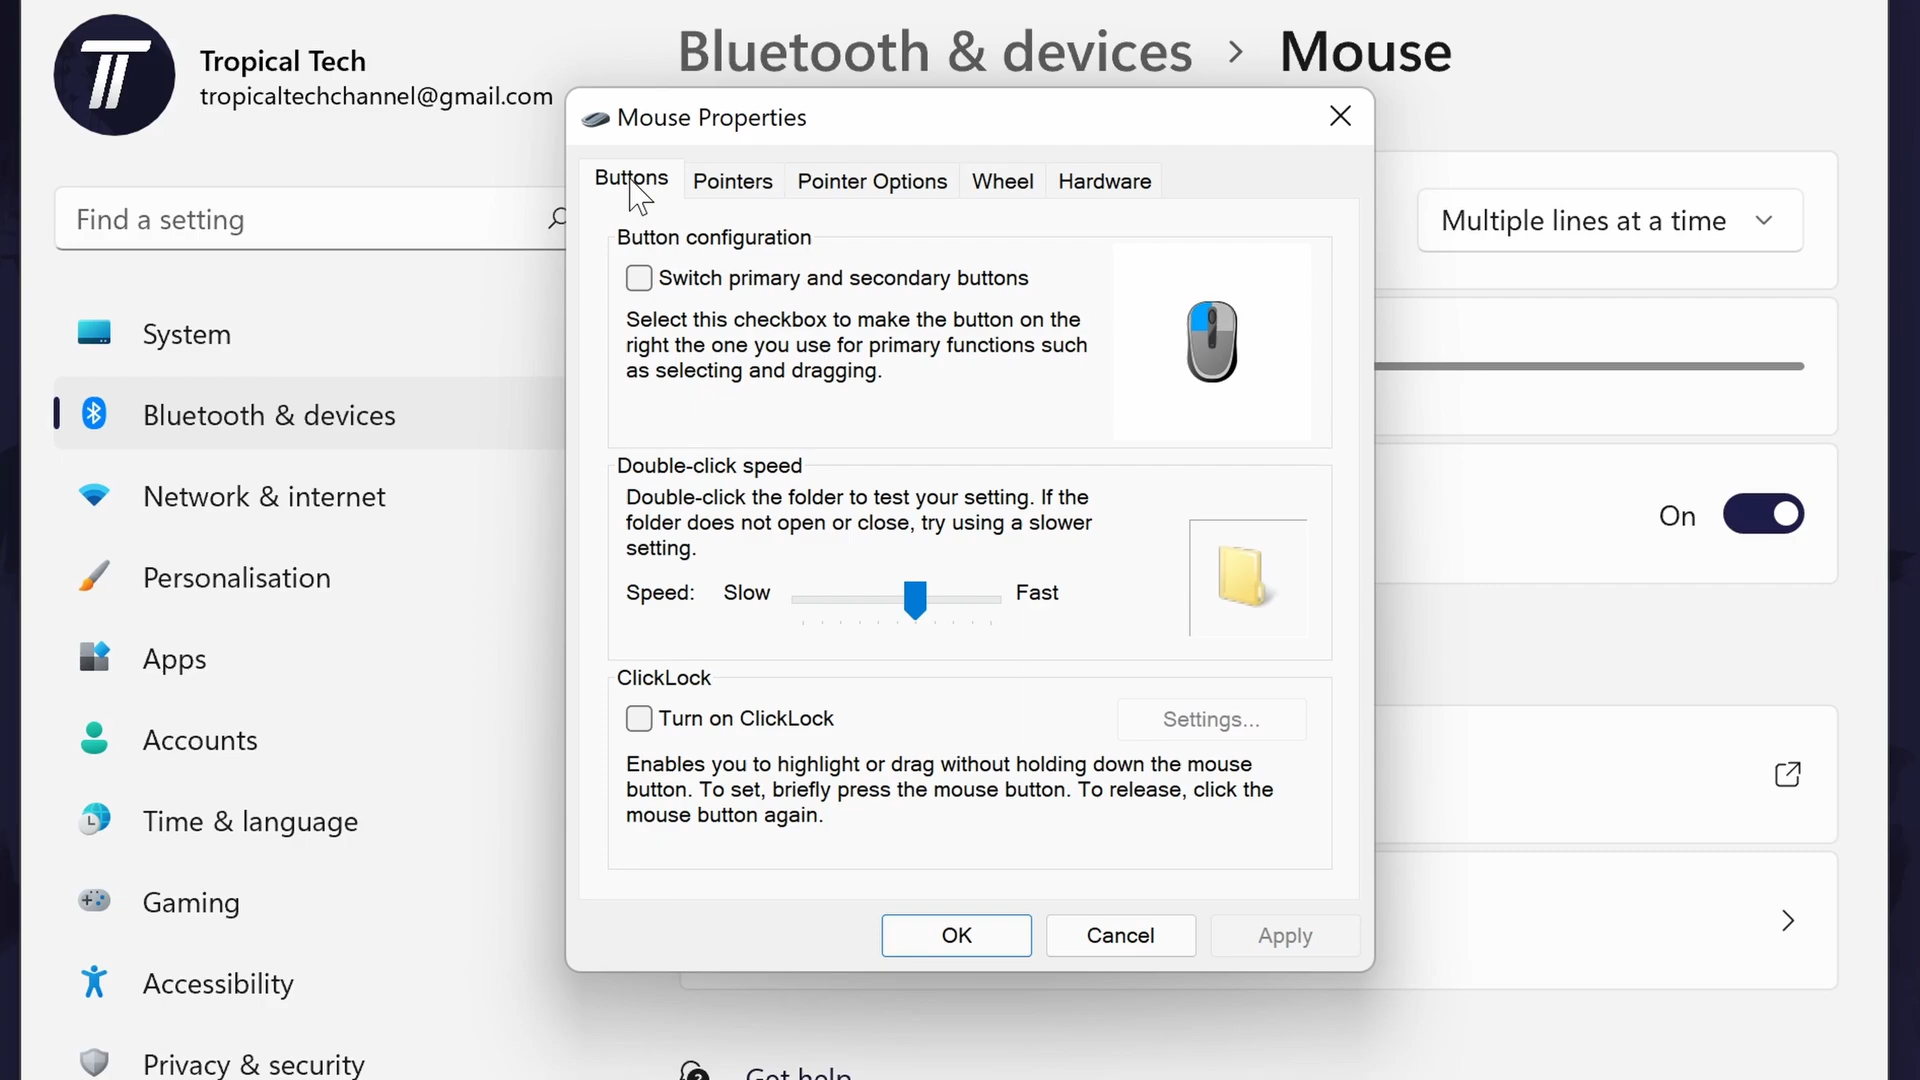 Tropical Tech
tropicaltechchannel@gmail.com
Find a setting
System
Bluetooth & devices
Network & internet
Personalisation
Apps
Accounts
Time & language
Gaming
Accessibility
Privacy & security
Bluetooth & devices > Mouse
Mouse Properties
Buttons
Pointers
Pointer Options
Wheel
Hardware
Button configuration
Switch primary and secondary buttons
Select this checkbox to make the button on the
right the one you use for primary functions such
as selecting and dragging.
Double-click speed
Double-click the folder to test your setting. If the
folder does not open or close, try using a slower
setting.
Speed: Slow Fast
ClickLock
Turn on ClickLock
Settings...
Enables you to highlight or drag without holding down the mouse
button. To set, briefly press the mouse button. To release, click the
mouse button again.
OK
Cancel
Apply
Multiple lines at a time
On
Get help